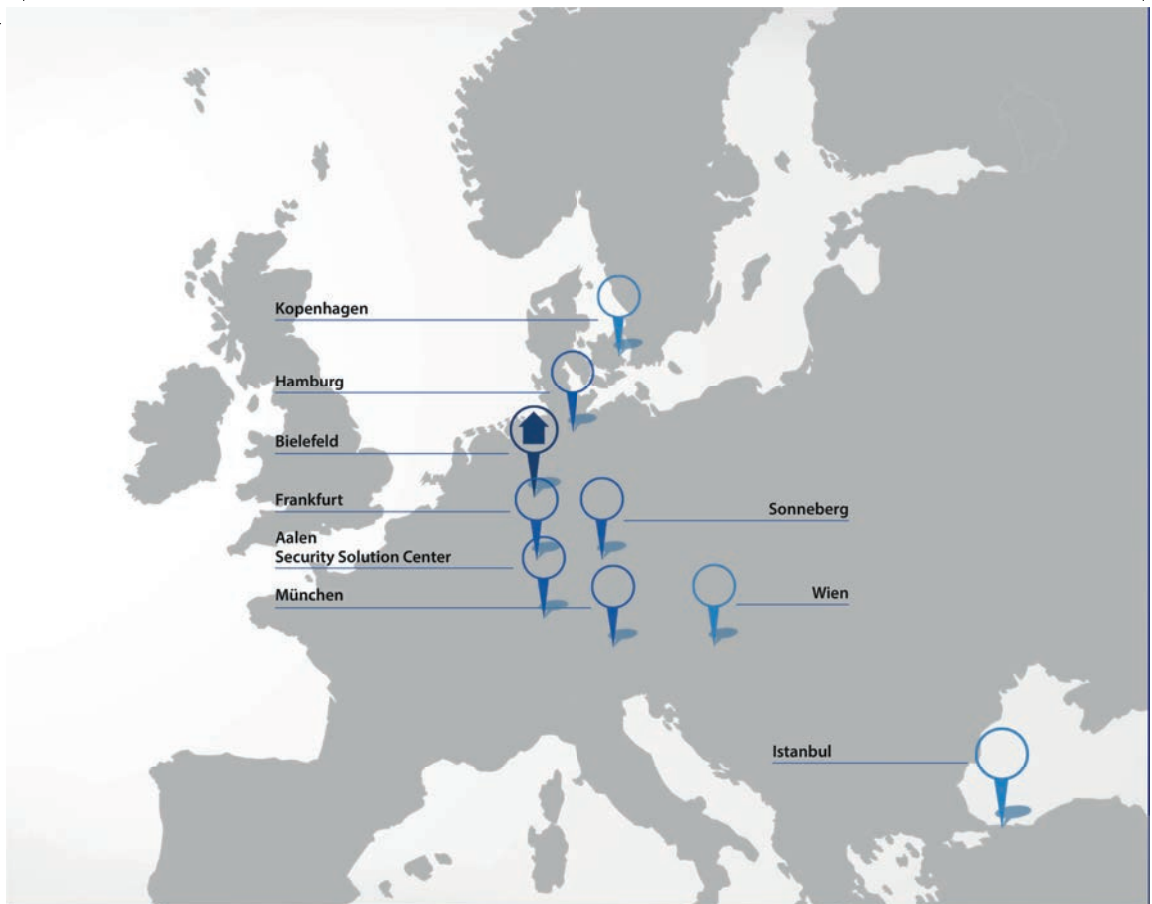 Kopenhagen
Hamburg
Bielefeld
Frankfurt
Sonneberg
Aalen
Security Solution Center
München
Wien
Istanbul